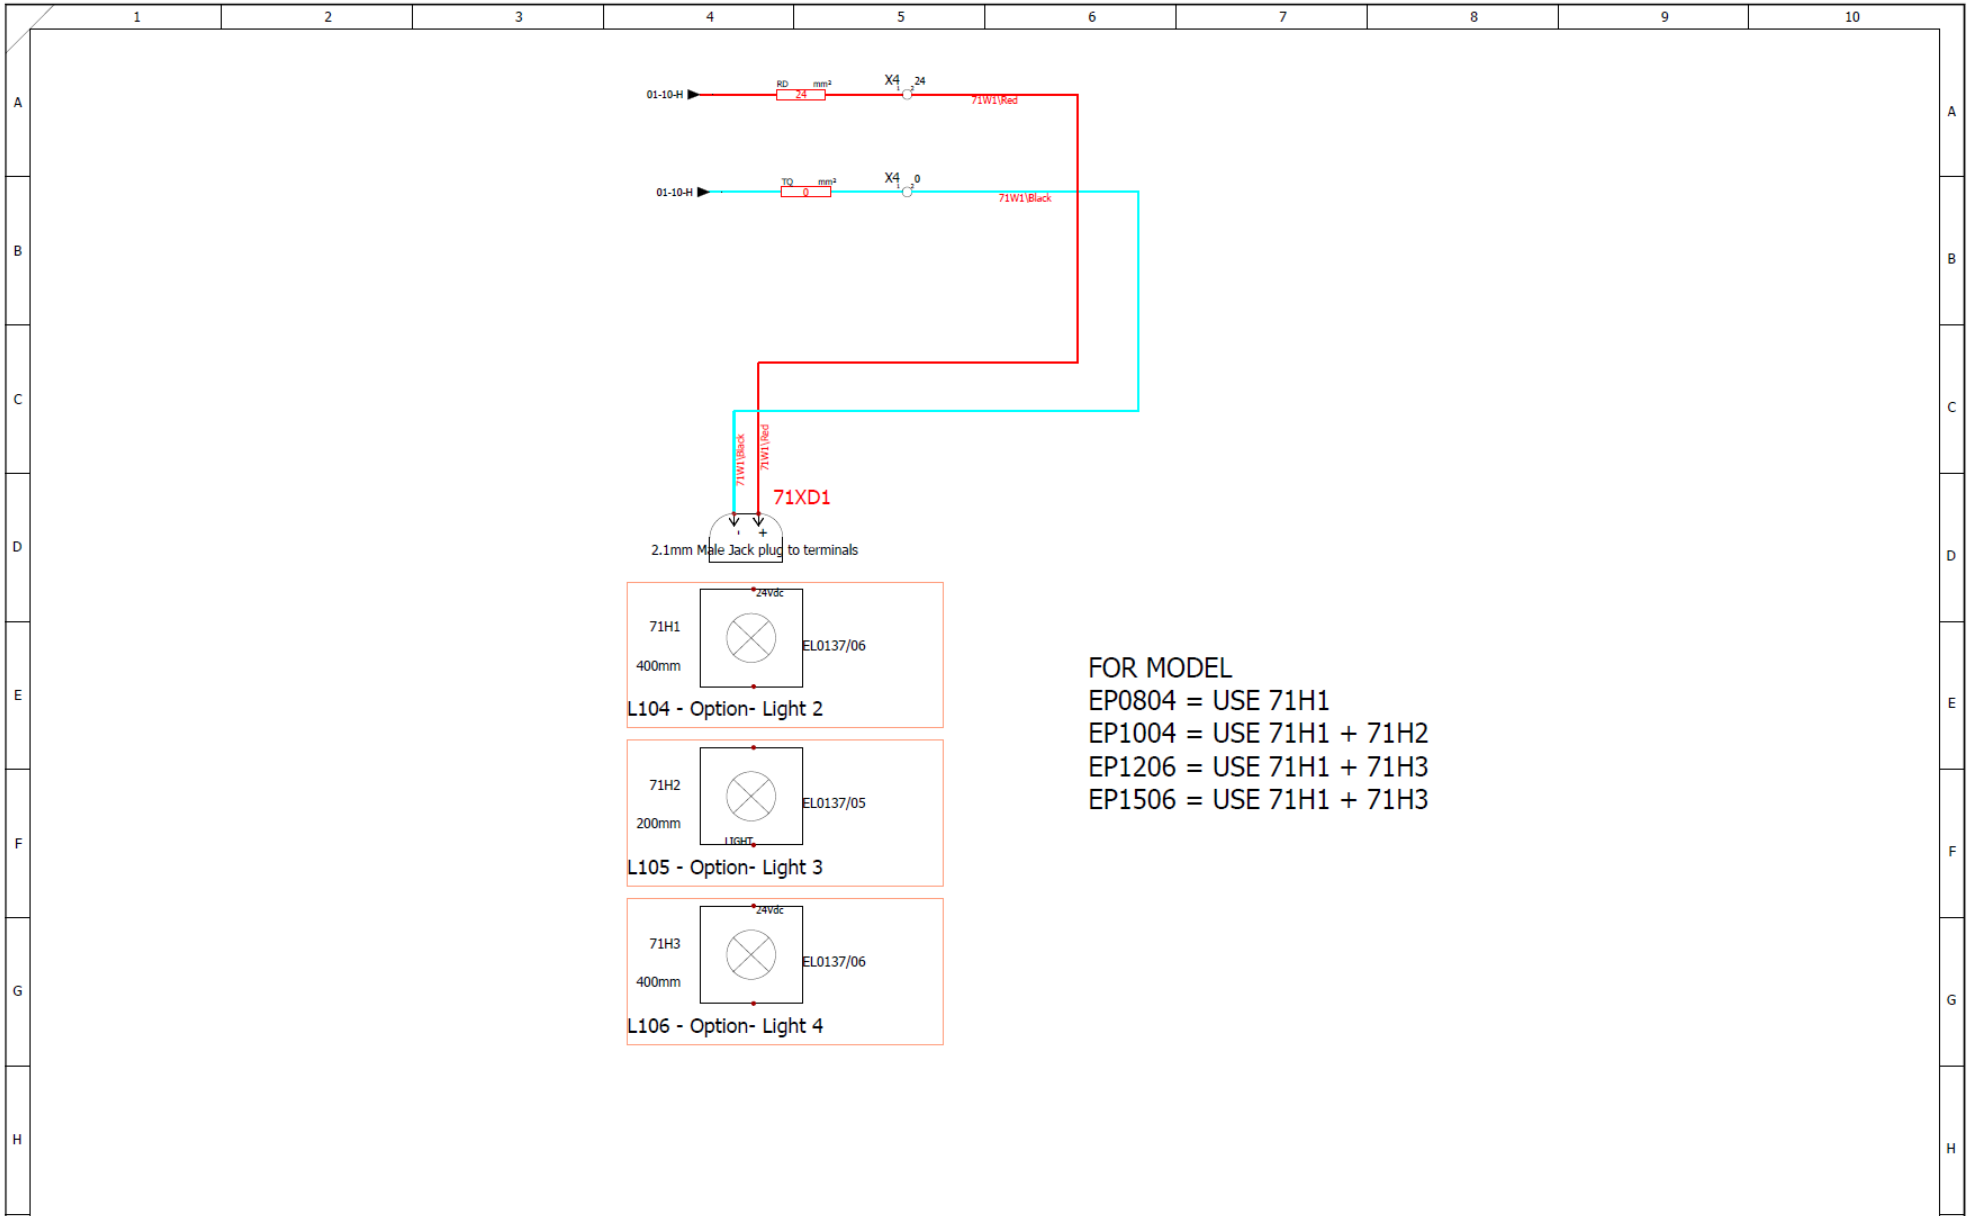 1 2 3 4 5 6 7 8 9 10
A A
B B
C C
D D
E E
F F
G G
H H
01-10-H
RD mm²
24
X4 24
1 2
71W1\Red
01-10-H
TQ mm²
0
X4 0
1 2
71W1\Black
71W1\Black
71W1\Red
71XD1
- +
2.1mm Male Jack plug to terminals
24Vdc
71H1
EL0137/06
400mm
L104 - Option- Light 2
71H2
EL0137/05
200mm
LIGHT
L105 - Option- Light 3
24Vdc
71H3
EL0137/06
400mm
L106 - Option- Light 4
FOR MODEL
EP0804 = USE 71H1
EP1004 = USE 71H1 + 71H2
EP1206 = USE 71H1 + 71H3
EP1506 = USE 71H1 + 71H3